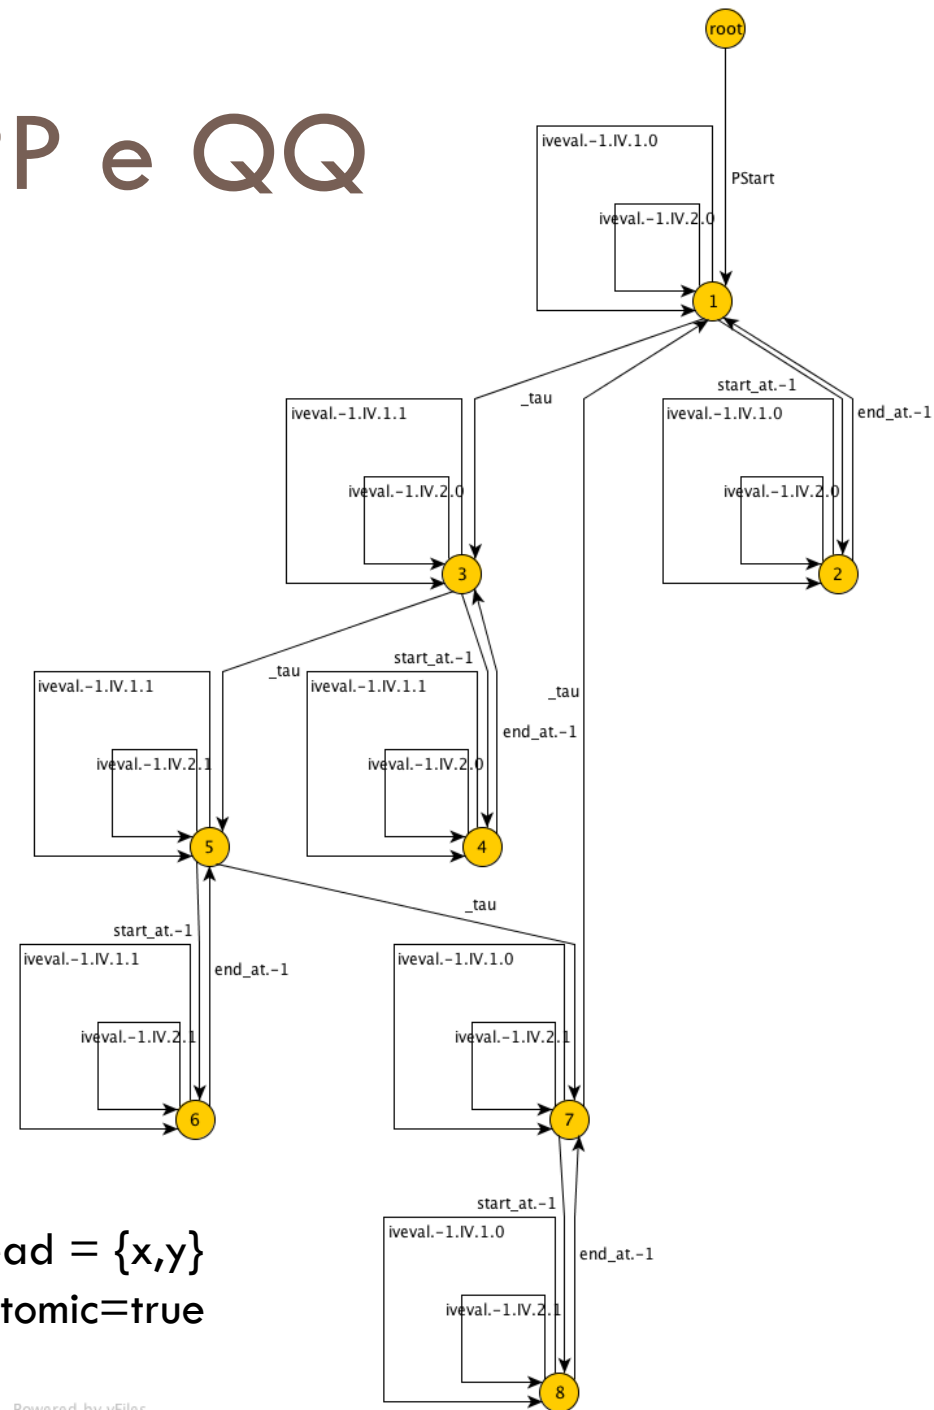 root
PP e QQ
iveval.-1.IV.1.0
PStart
iveval.-1.IV.2.0
1
start_at.-1
_tau
iveval.-1.IV.1.1
iveval.-1.IV.1.0
end_at.-1
iveval.-1.IV.2.0
iveval.-1.IV.2.0
3
2
start_at.-1
_tau
iveval.-1.IV.1.1
iveval.-1.IV.1.1
_tau
end_at.-1
iveval.-1.IV.2.1
iveval.-1.IV.2.0
5
4
_tau
start_at.-1
iveval.-1.IV.1.1
iveval.-1.IV.1.0
end_at.-1
iveval.-1.IV.2.1
iveval.-1.IV.2.1
6
7
start_at.-1
iveval.-1.IV.1.0
ad = {x,y}
end_at.-1
tomic=true
iveval.-1.IV.2.1
8
Powered by yFiles